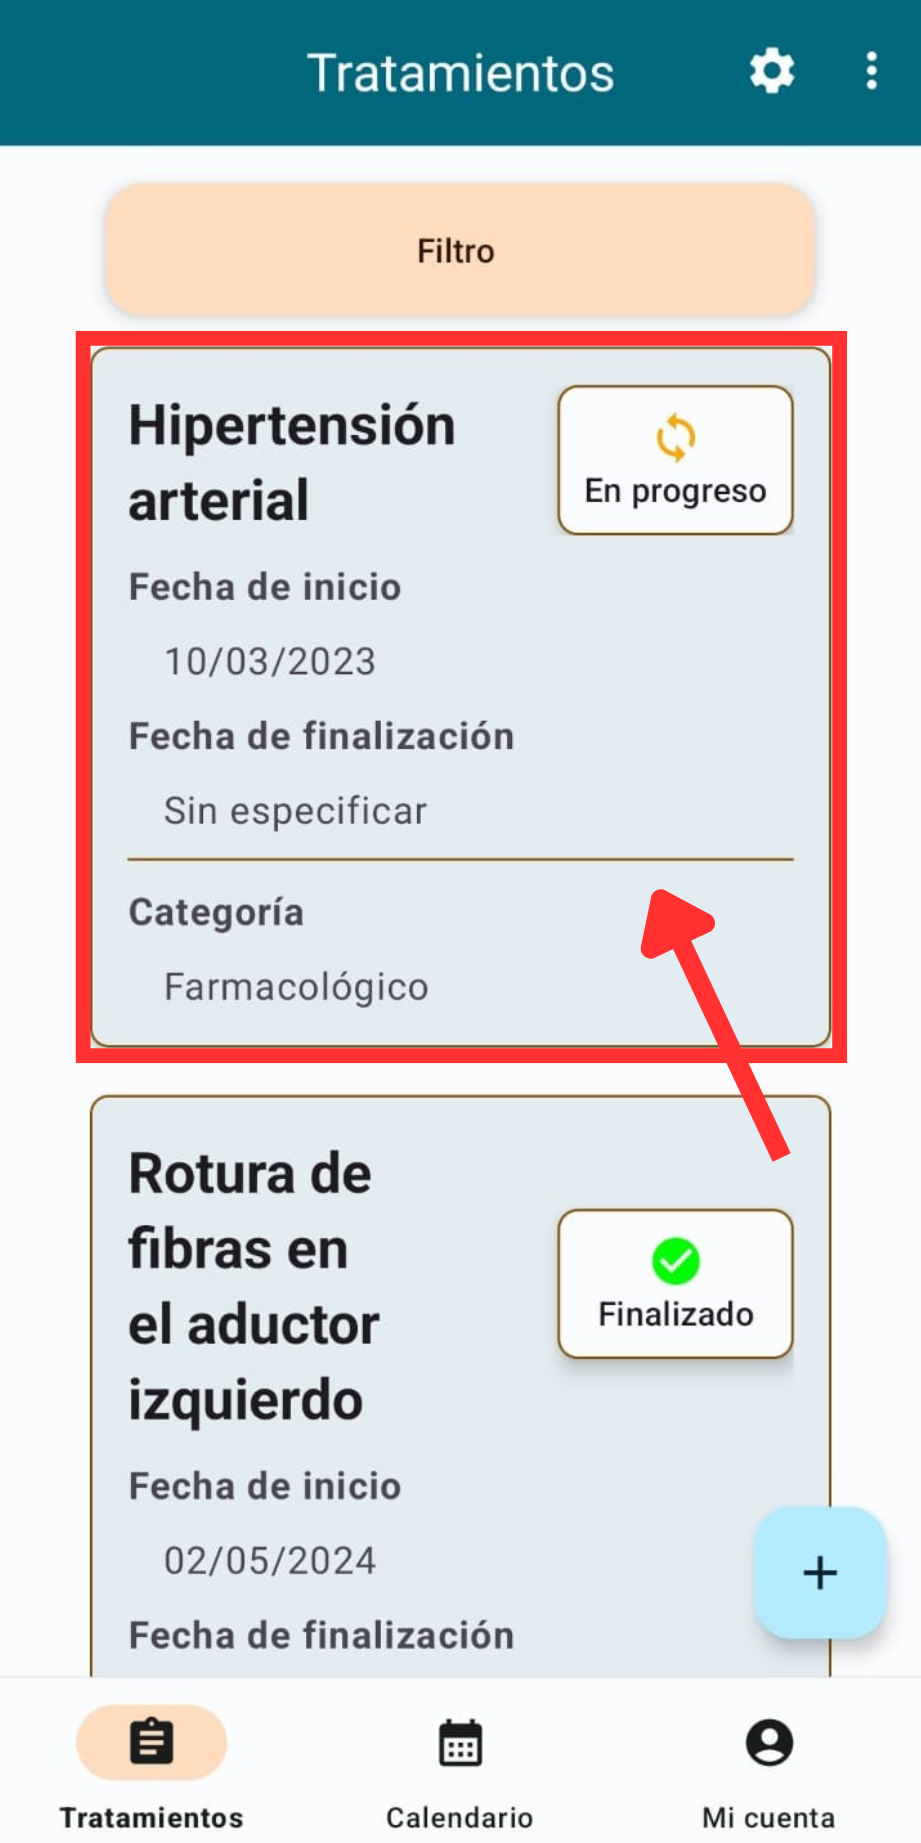 Tratamientos
Filtro
Hipertensión
arterial
En progreso
Fecha de inicio
10/03/2023
Fecha de finalización
Sin especificar
Categoría
Farmacológico
Rotura de
fibras en
el aductor
izquierdo
Finalizado
Fecha de inicio
02/05/2024
Fecha de finalización
+
Tratamientos
Calendario
Mi cuenta